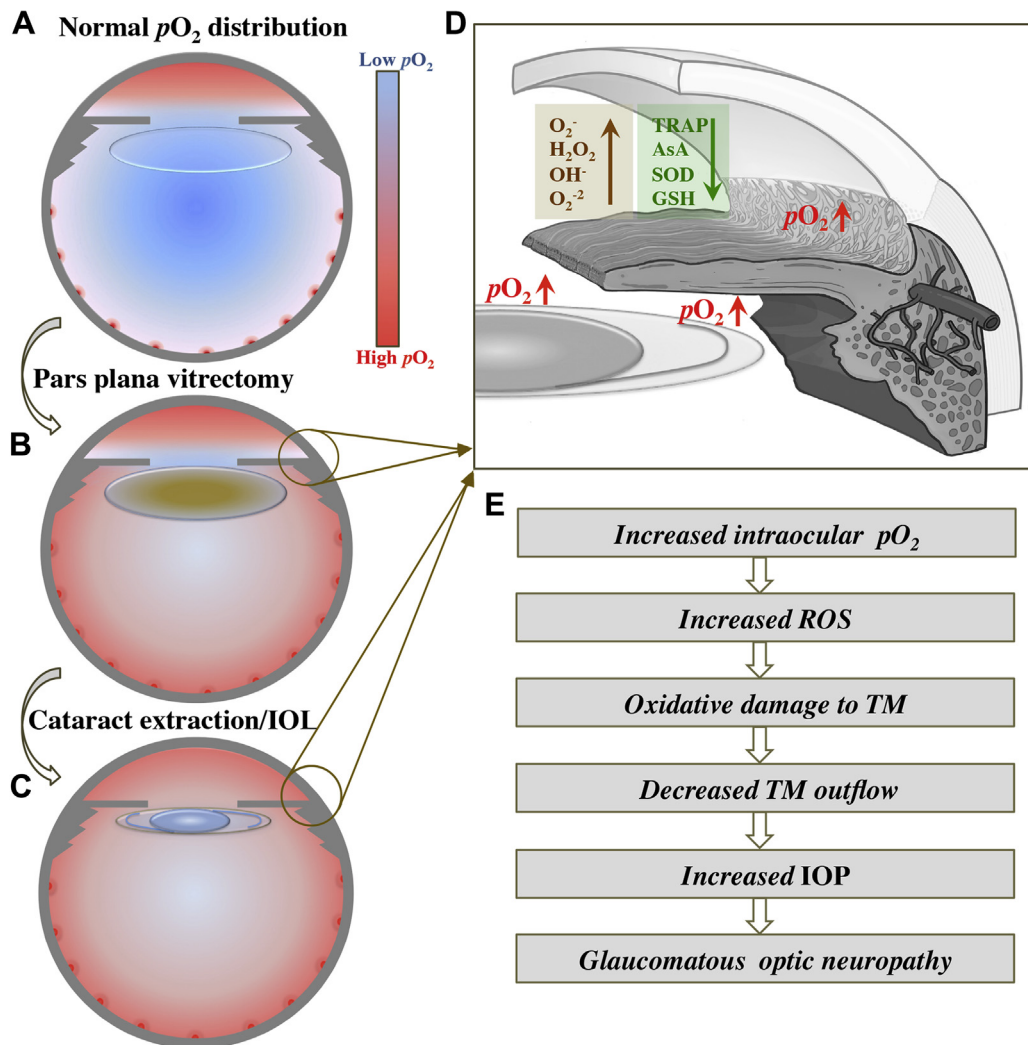 A
Normal pO₂ distribution
Low pO₂
High pO₂
Pars plana vitrectomy
B
Cataract extraction/IOL
C
D
O₂⁻
H₂O₂
OH⁻
O₂⁻²
TRAP
AsA
SOD
GSH
pO₂
pO₂
pO₂
E
Increased intraocular pO₂
Increased ROS
Oxidative damage to TM
Decreased TM outflow
Increased IOP
Glaucomatous optic neuropathy